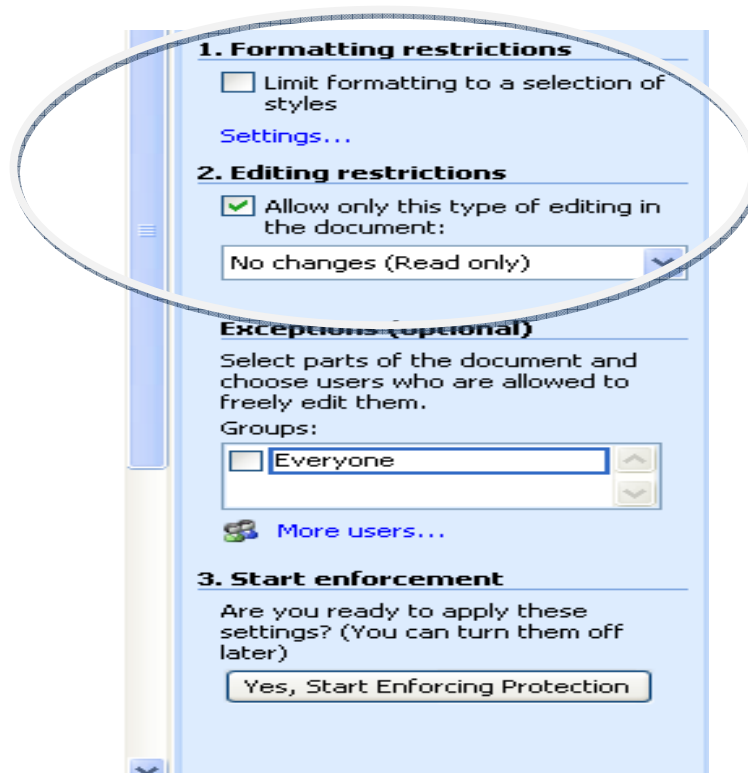 1. Formatting restrictions
Limit formatting to a selection of
styles
Settings...
2. Editing restrictions
Allow only this type of editing in
the document:
No changes (Read only)
Exceptions (optional)
Select parts of the document and
choose users who are allowed to
freely edit them.
Groups:
Everyone
More users...
3. Start enforcement
Are you ready to apply these
settings? (You can turn them off
later)
Yes, Start Enforcing Protection